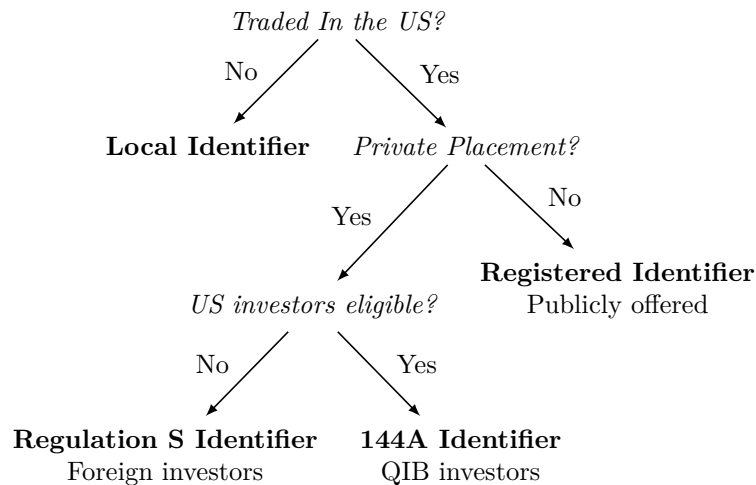 Traded In the US?
No
Yes
Local Identifier
Private Placement?
Yes
No
Registered Identifier
Publicly offered
US investors eligible?
No
Yes
Regulation S Identifier
Foreign investors
144A Identifier
QIB investors